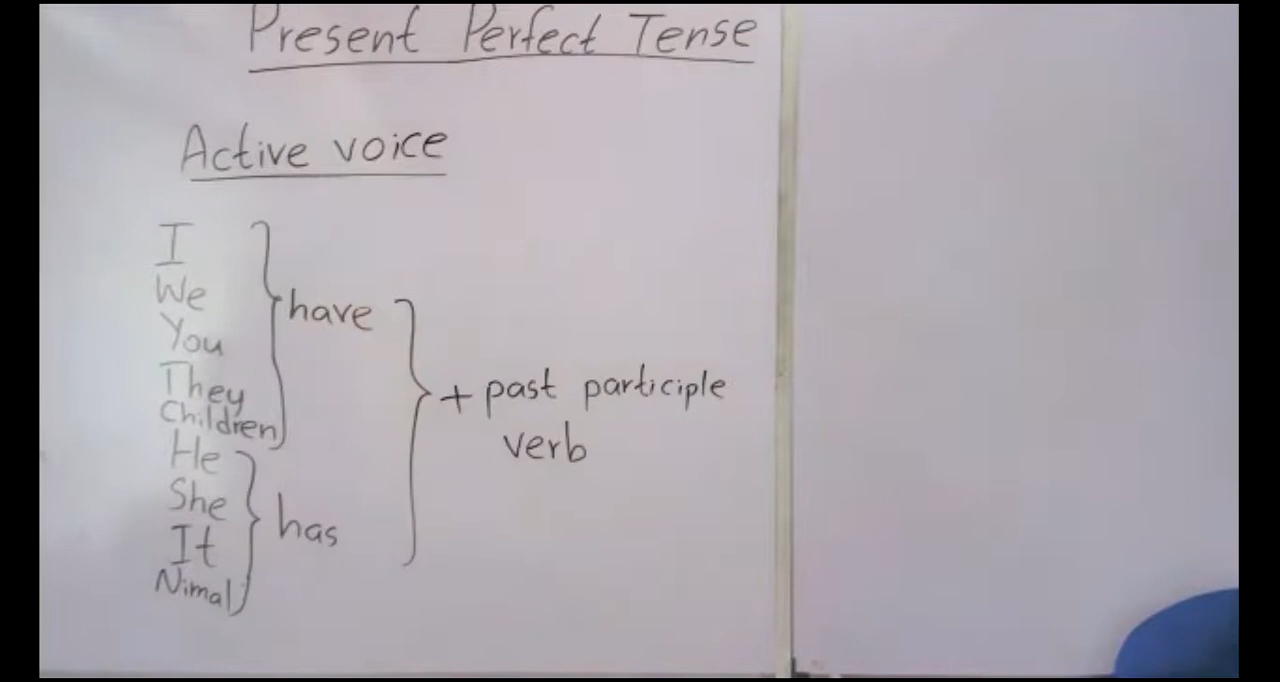 Present Perfect Tense
Active voice
I
We
You
They
Children
have
He
She
It
Nimal
has
+ past participle
verb